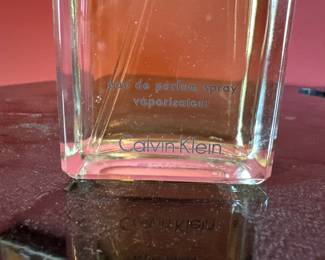 eau de parfum spray
vaporisateur
Calvin Klein